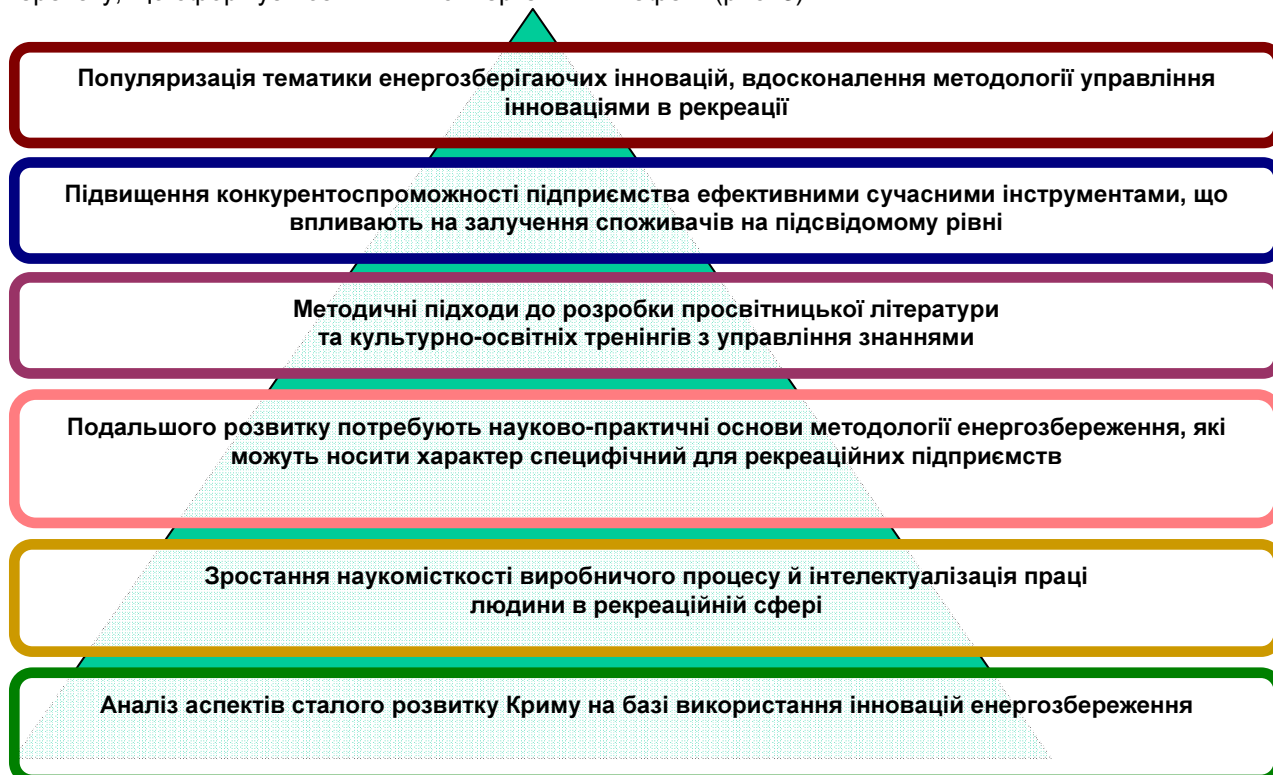 Популяризація тематики енергозберігаючих інновацій, вдосконалення методології управління
інноваціями в рекреації
Підвищення конкурентоспроможності підприємства ефективними сучасними інструментами, що
впливають на залучення споживачів на підсвідомому рівні
Методичні підходи до розробки просвітницької літератури
та культурно-освітніх тренінгів з управління знаннями
Подальшого розвитку потребують науково-практичні основи методології енергозбереження, які
можуть носити характер специфічний для рекреаційних підприємств
Зростання наукомісткості виробничого процесу й інтелектуалізація праці
людини в рекреаційній сфері
Аналіз аспектів сталого розвитку Криму на базі використання інновацій енергозбереження